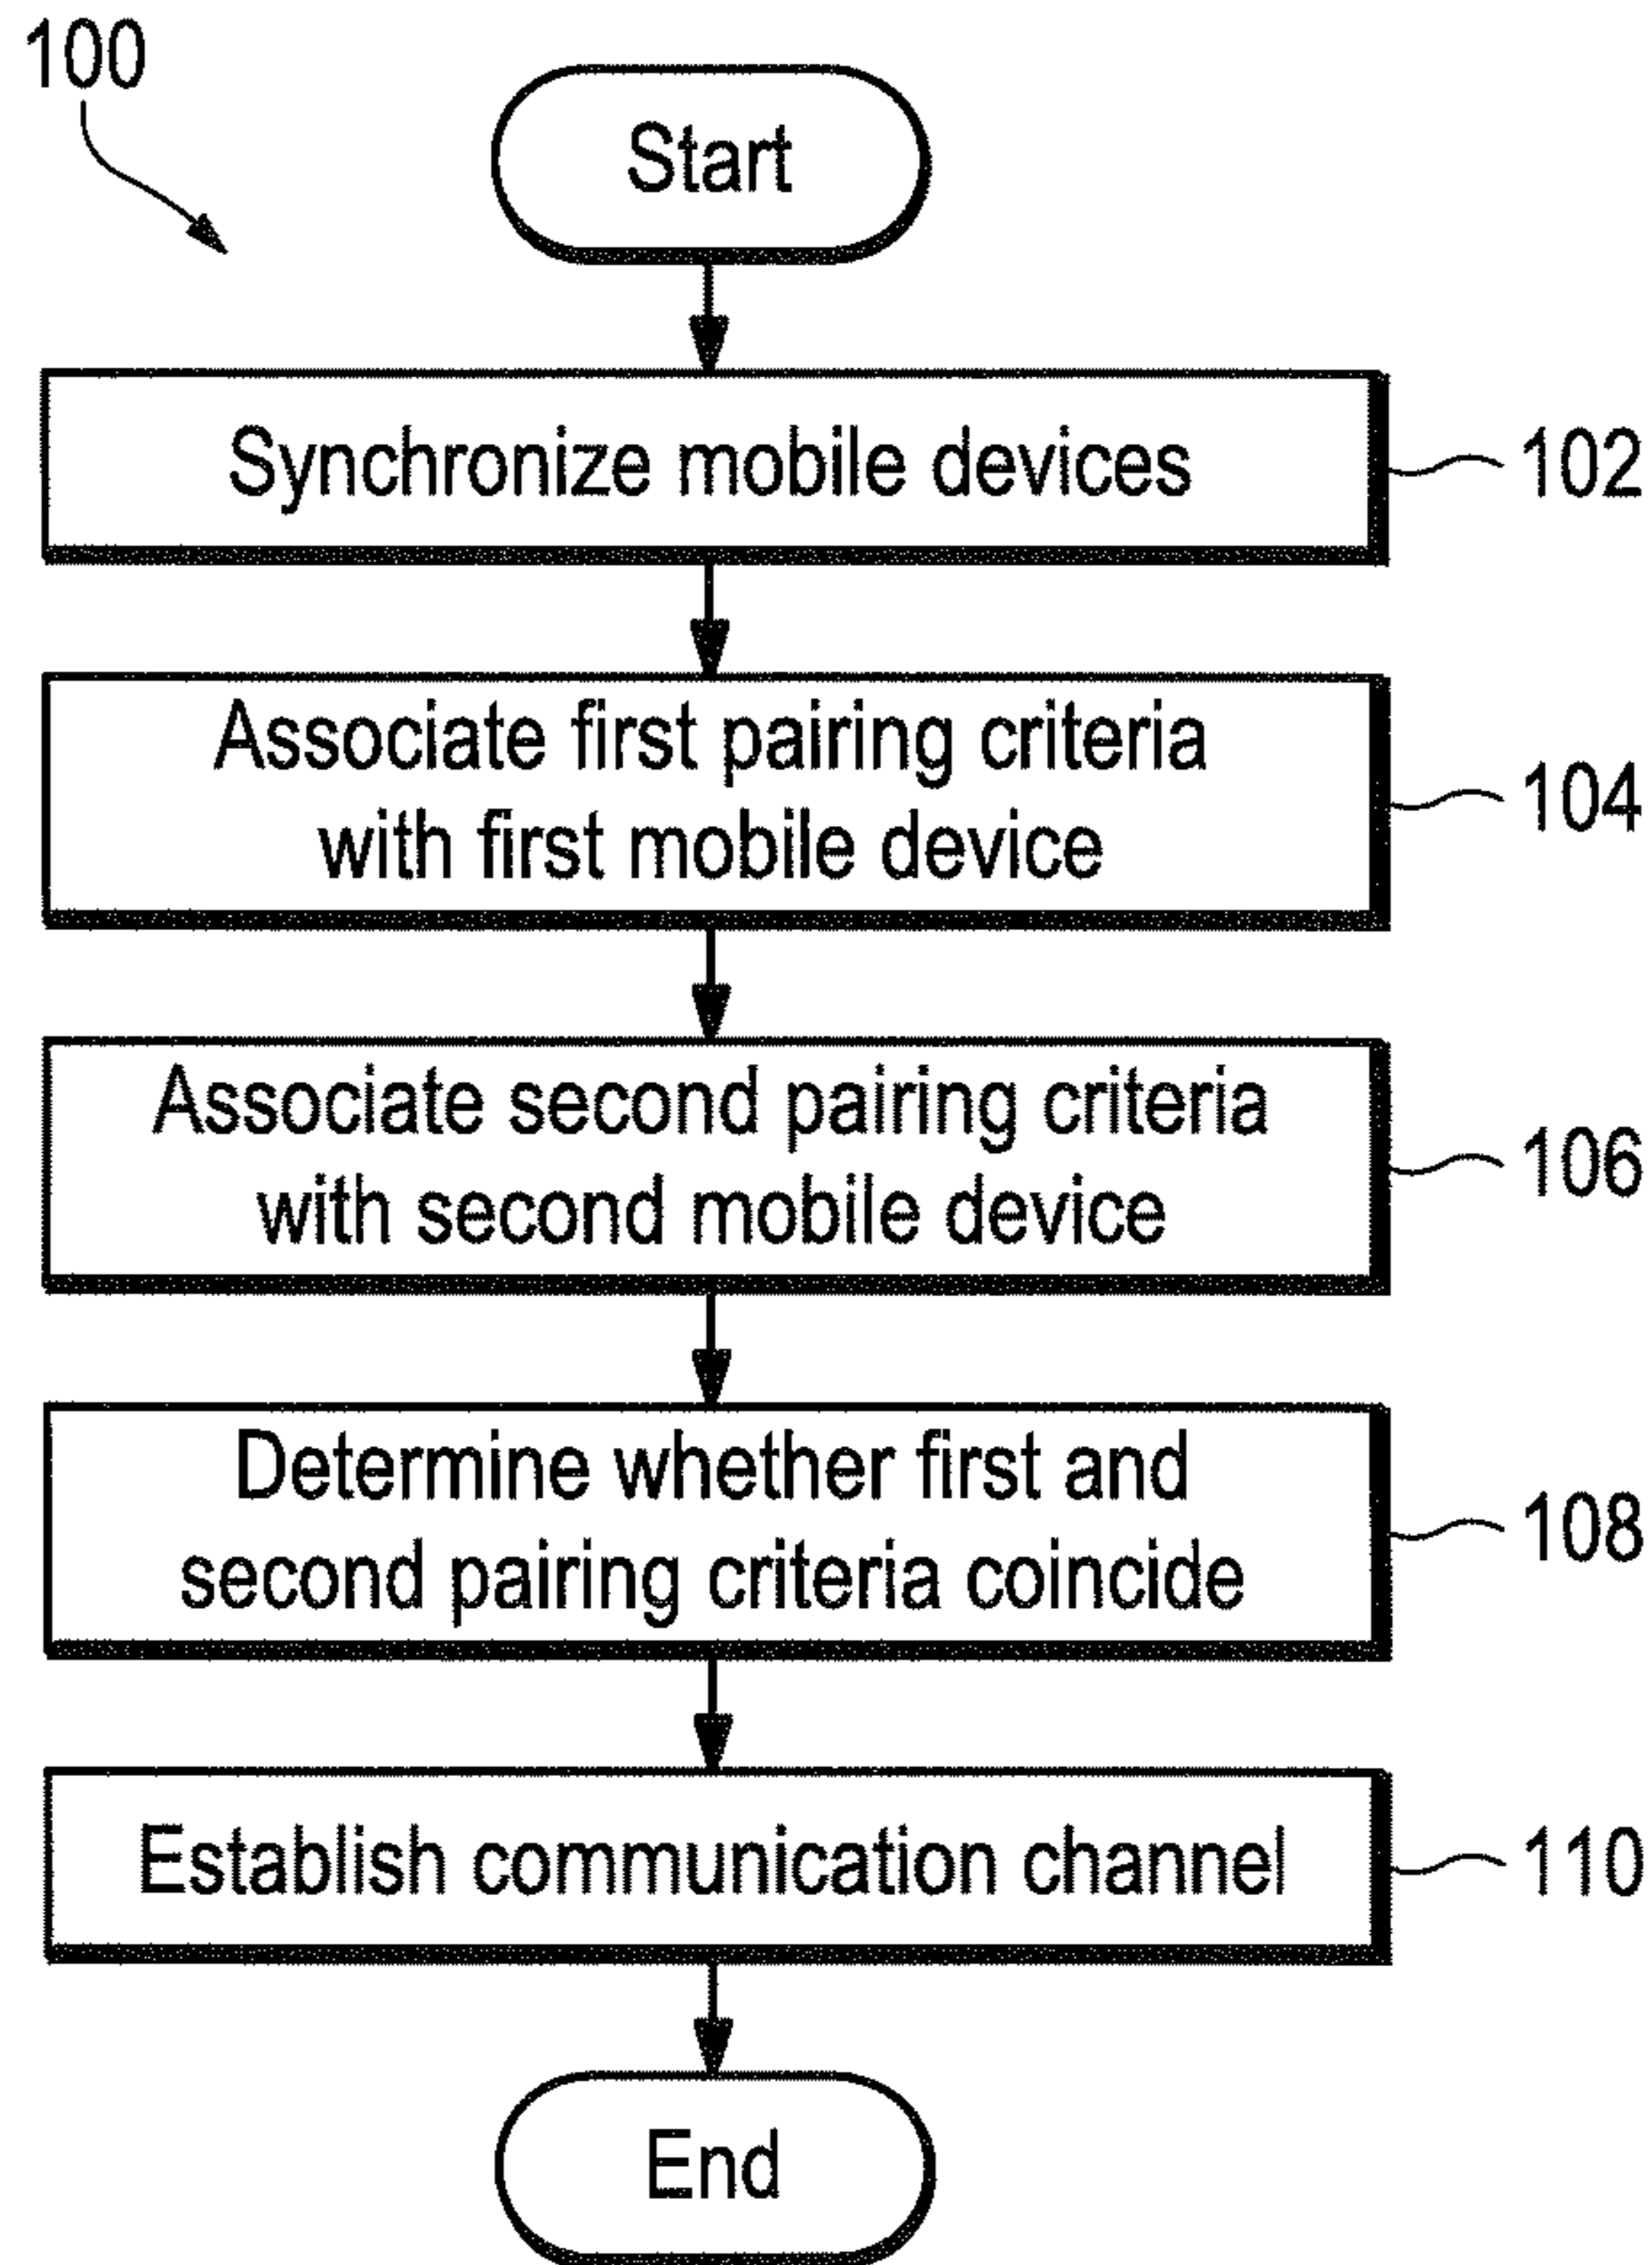 100
Start
Synchronize mobile devices
102
Associate first pairing criteria
with first mobile device
104
Associate second pairing criteria
with second mobile device
106
Determine whether first and
second pairing criteria coincide
108
Establish communication channel
110
End